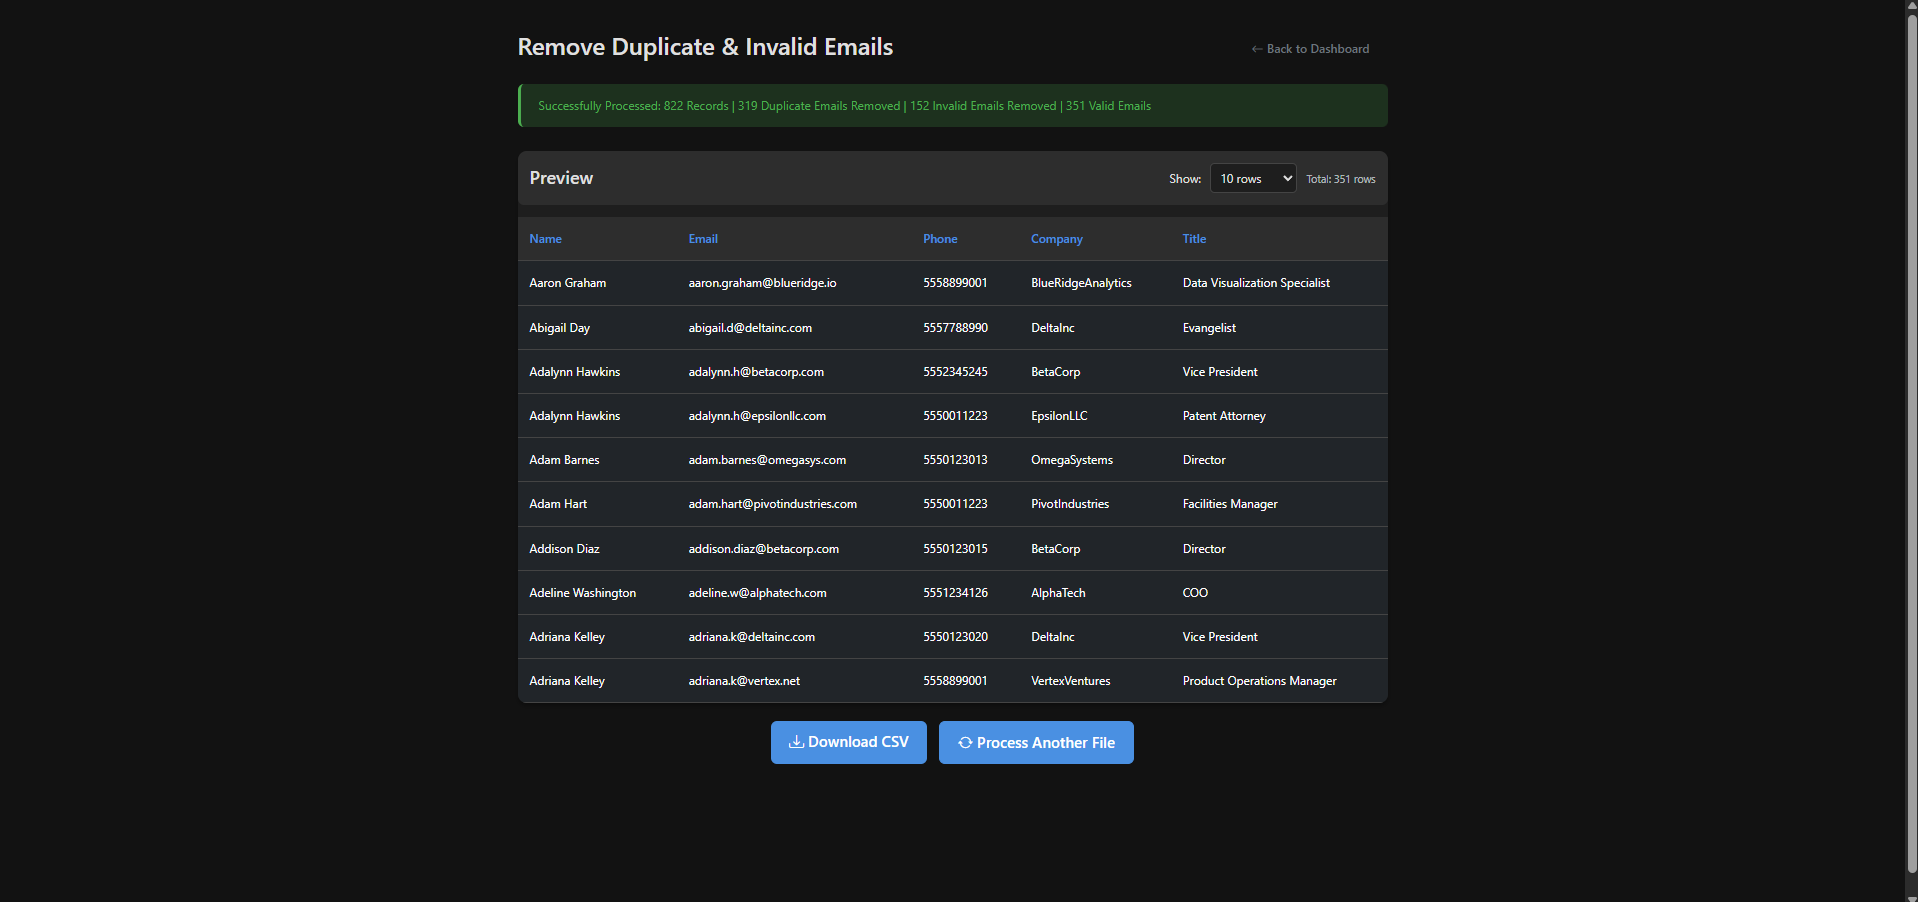 Remove Duplicate & Invalid Emails
← Back to Dashboard
Successfully Processed: 822 Records | 319 Duplicate Emails Removed | 152 Invalid Emails Removed | 351 Valid Emails
Preview
Show: 10 rows Total: 351 rows
Name Email Phone Company Title
Aaron Graham aaron.graham@blueridge.io 5558899001 BlueRidgeAnalytics Data Visualization Specialist
Abigail Day abigail.d@deltainc.com 5557788990 DeltaInc Evangelist
Adalynn Hawkins adalynn.h@betacorp.com 5552345245 BetaCorp Vice President
Adalynn Hawkins adalynn.h@epsilonllc.com 5550011223 EpsilonLLC Patent Attorney
Adam Barnes adam.barnes@omegasys.com 5550123013 OmegaSystems Director
Adam Hart adam.hart@pivotindustries.com 5550011223 PivotIndustries Facilities Manager
Addison Diaz addison.diaz@betacorp.com 5550123015 BetaCorp Director
Adeline Washington adeline.w@alphatech.com 5551234126 AlphaTech COO
Adriana Kelley adriana.k@deltainc.com 5550123020 DeltaInc Vice President
Adriana Kelley adriana.k@vertex.net 5558899001 VertexVentures Product Operations Manager
Download CSV
Process Another File